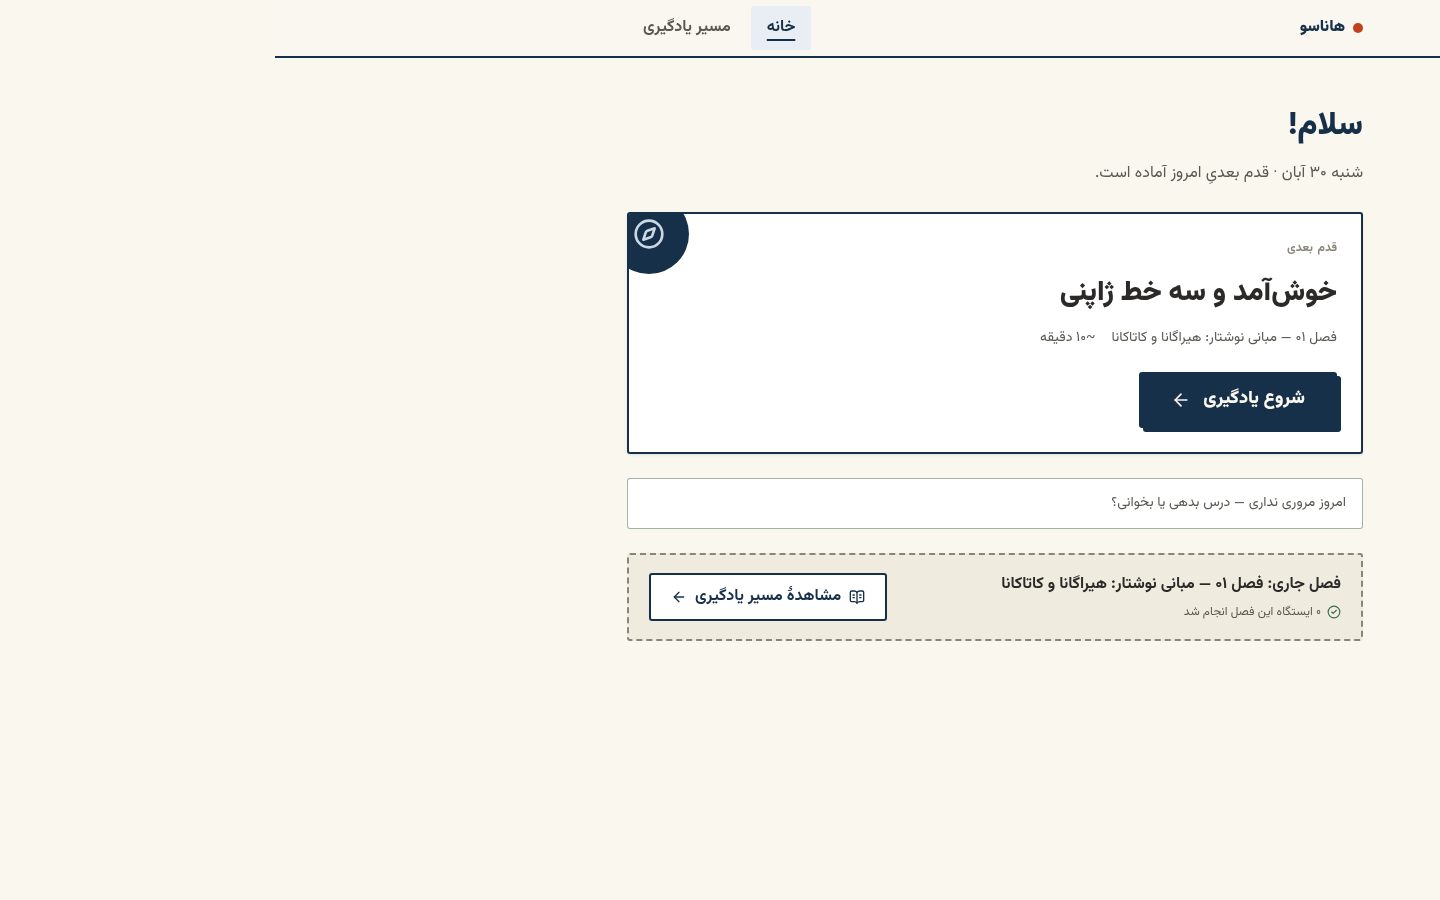 هاناسو
خانه
مسیر یادگیری
سلام!
شنبه ۳۰ آبان · قدم بعدیِ امروز آماده است.
قدم بعدی
خوش‌آمد و سه خط ژاپنی
فصل ۰۱ — مبانی نوشتار: هیراگانا و کاتاکانا ~۱۰ دقیقه
شروع یادگیری
امروز مروری نداری — درس بدهی یا بخوانی؟
فصل جاری: فصل ۰۱ — مبانی نوشتار: هیراگانا و کاتاکانا
۰ ایستگاه این فصل انجام شد
مشاهدهٔ مسیر یادگیری